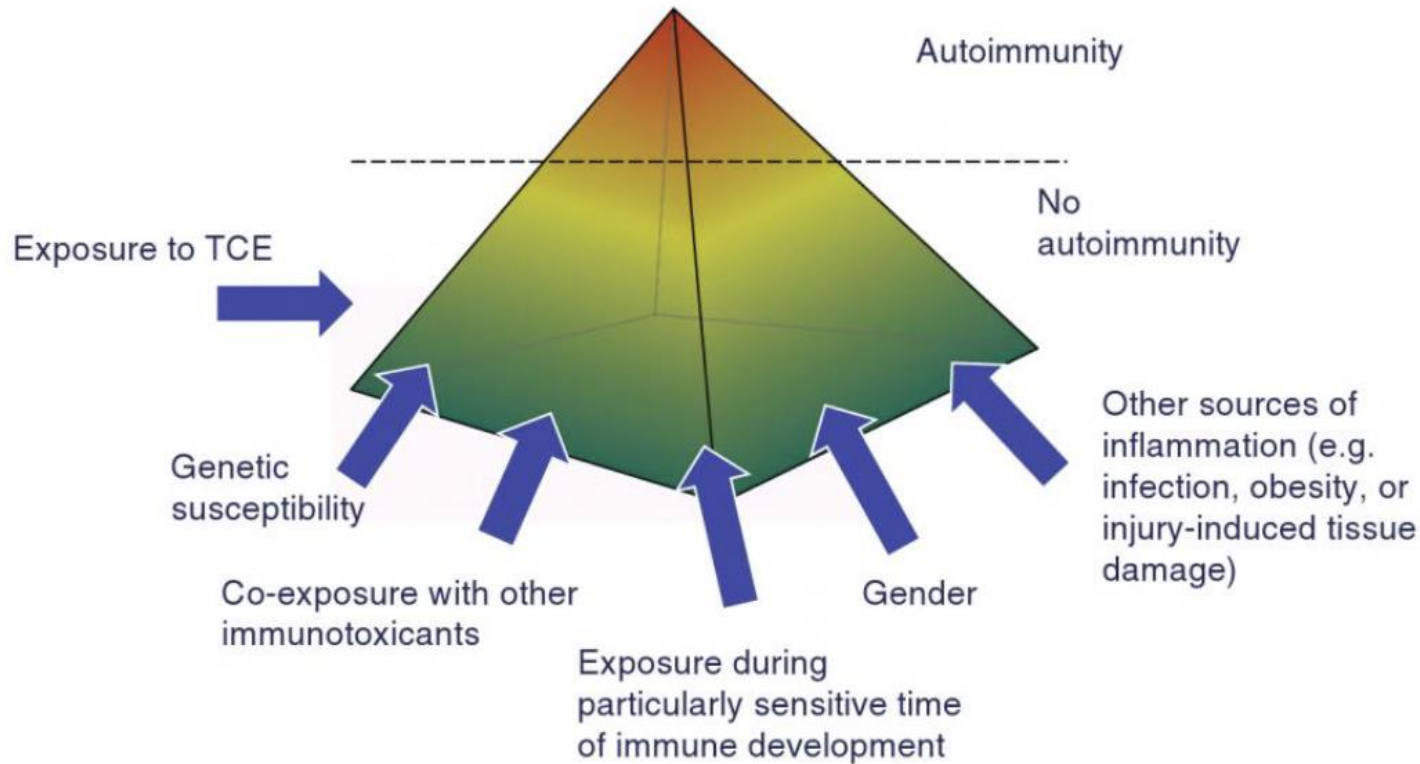 Autoimmunity
No
autoimmunity
Exposure to TCE
Genetic
susceptibility
Co-exposure with other
immunotoxicants
Exposure during
particularly sensitive time
of immune development
Gender
Other sources of
inflammation (e.g.
infection, obesity, or
injury-induced tissue
damage)